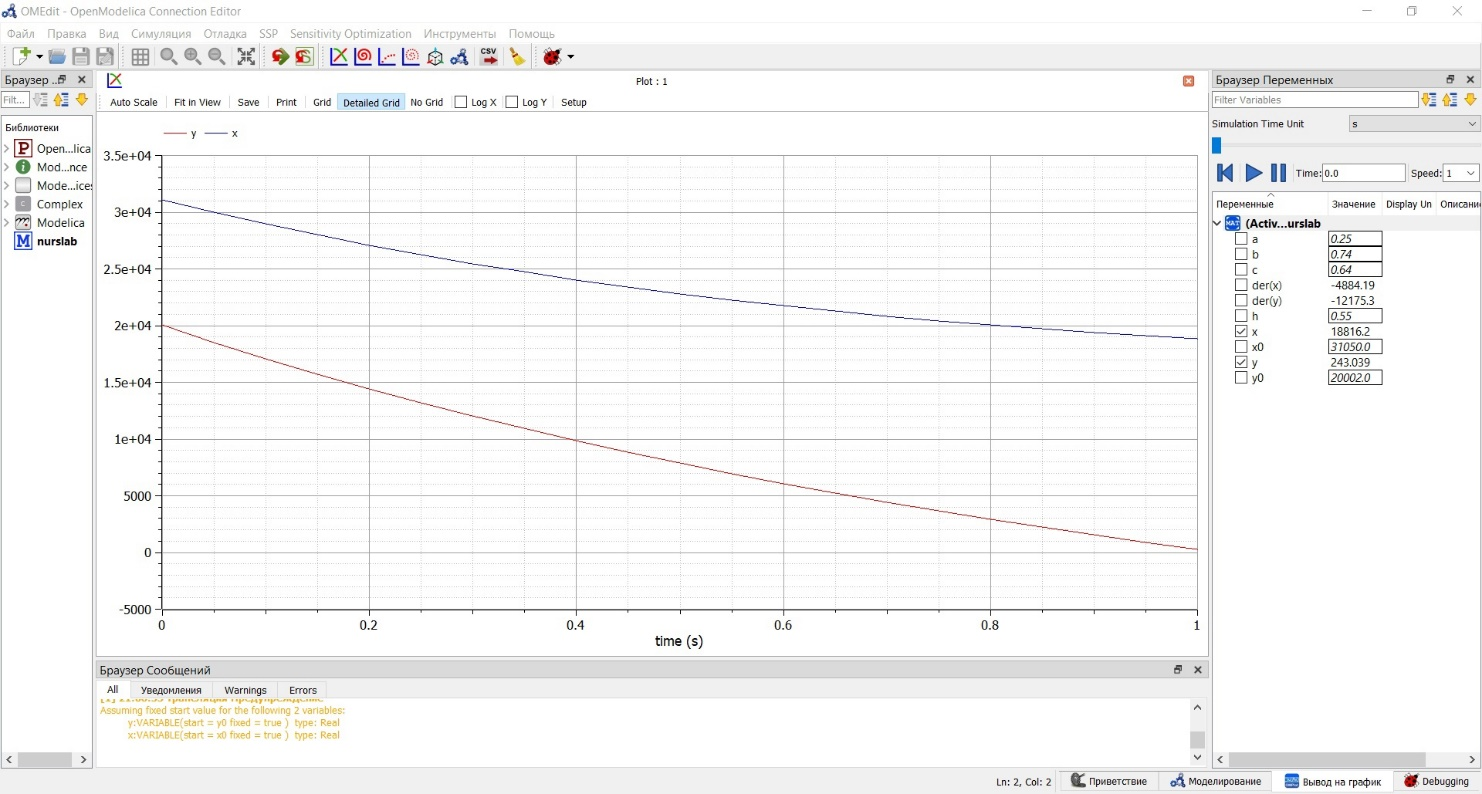 OMEdit - OpenModelica Connection Editor
Файл Правка Вид Симуляция Отладка SSP Sensitivity Optimization Инструменты Помощь
CSV
Браузер ..
Filt...
Библиотеки
P Open...lica
i Mod...nce
Mode...ices
C Complex
Modelica
M nurslab
Plot : 1
Auto Scale Fit in View Save Print Grid Detailed Grid No Grid Log X Log Y Setup
y x
3.5e+04
3e+04
2.5e+04
2e+04
1.5e+04
1e+04
5000
0
-5000
0 0.2 0.4 0.6 0.8 1
time (s)
Браузер Сообщений
All Уведомления Warnings Errors
Assuming fixed start value for the following 2 variables:
y:VARIABLE(start = y0 fixed = true ) type: Real
x:VARIABLE(start = x0 fixed = true ) type: Real
Браузер Переменных
Filter Variables
Simulation Time Unit s
Time: 0.0 Speed: 1
Переменные Значение Display Un Описани
MAT (Activ...urslab
a 0.25
b 0.74
c 0.64
der(x) -4884.19
der(y) -12175.3
h 0.55
x 18816.2
x0 31050.0
y 243.039
y0 20002.0
Ln: 2, Col: 2 Приветствие Моделирование Вывод на график Debugging